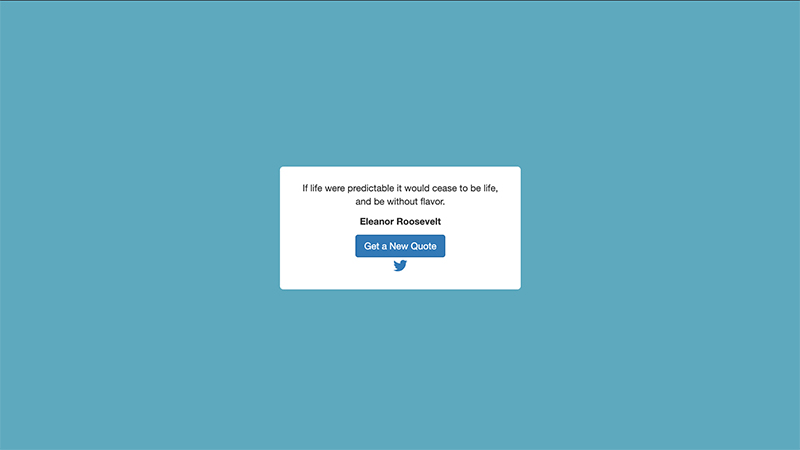 If life were predictable it would cease to be life,
and be without flavor.
Eleanor Roosevelt
Get a New Quote